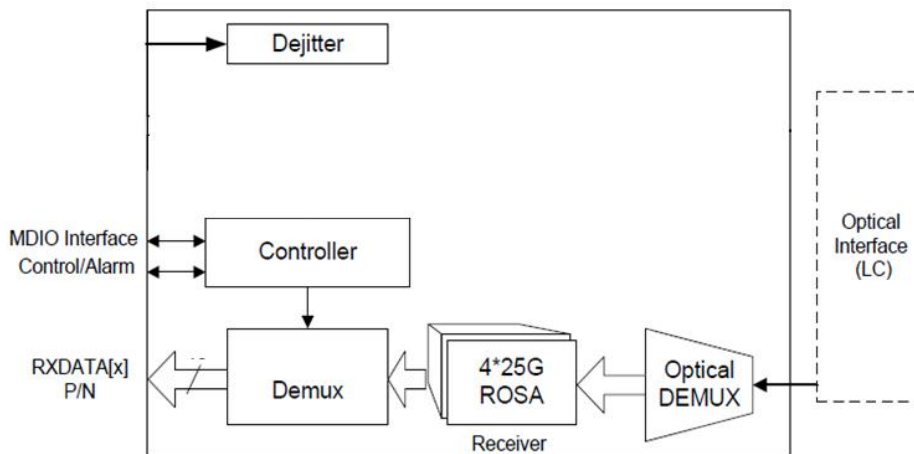 Dejitter
MDIO Interface
Control/Alarm
Controller
Optical
Interface
(LC)
RXDATA[x]
P/N
Demux
4*25G
ROSA
Receiver
Optical
DEMUX